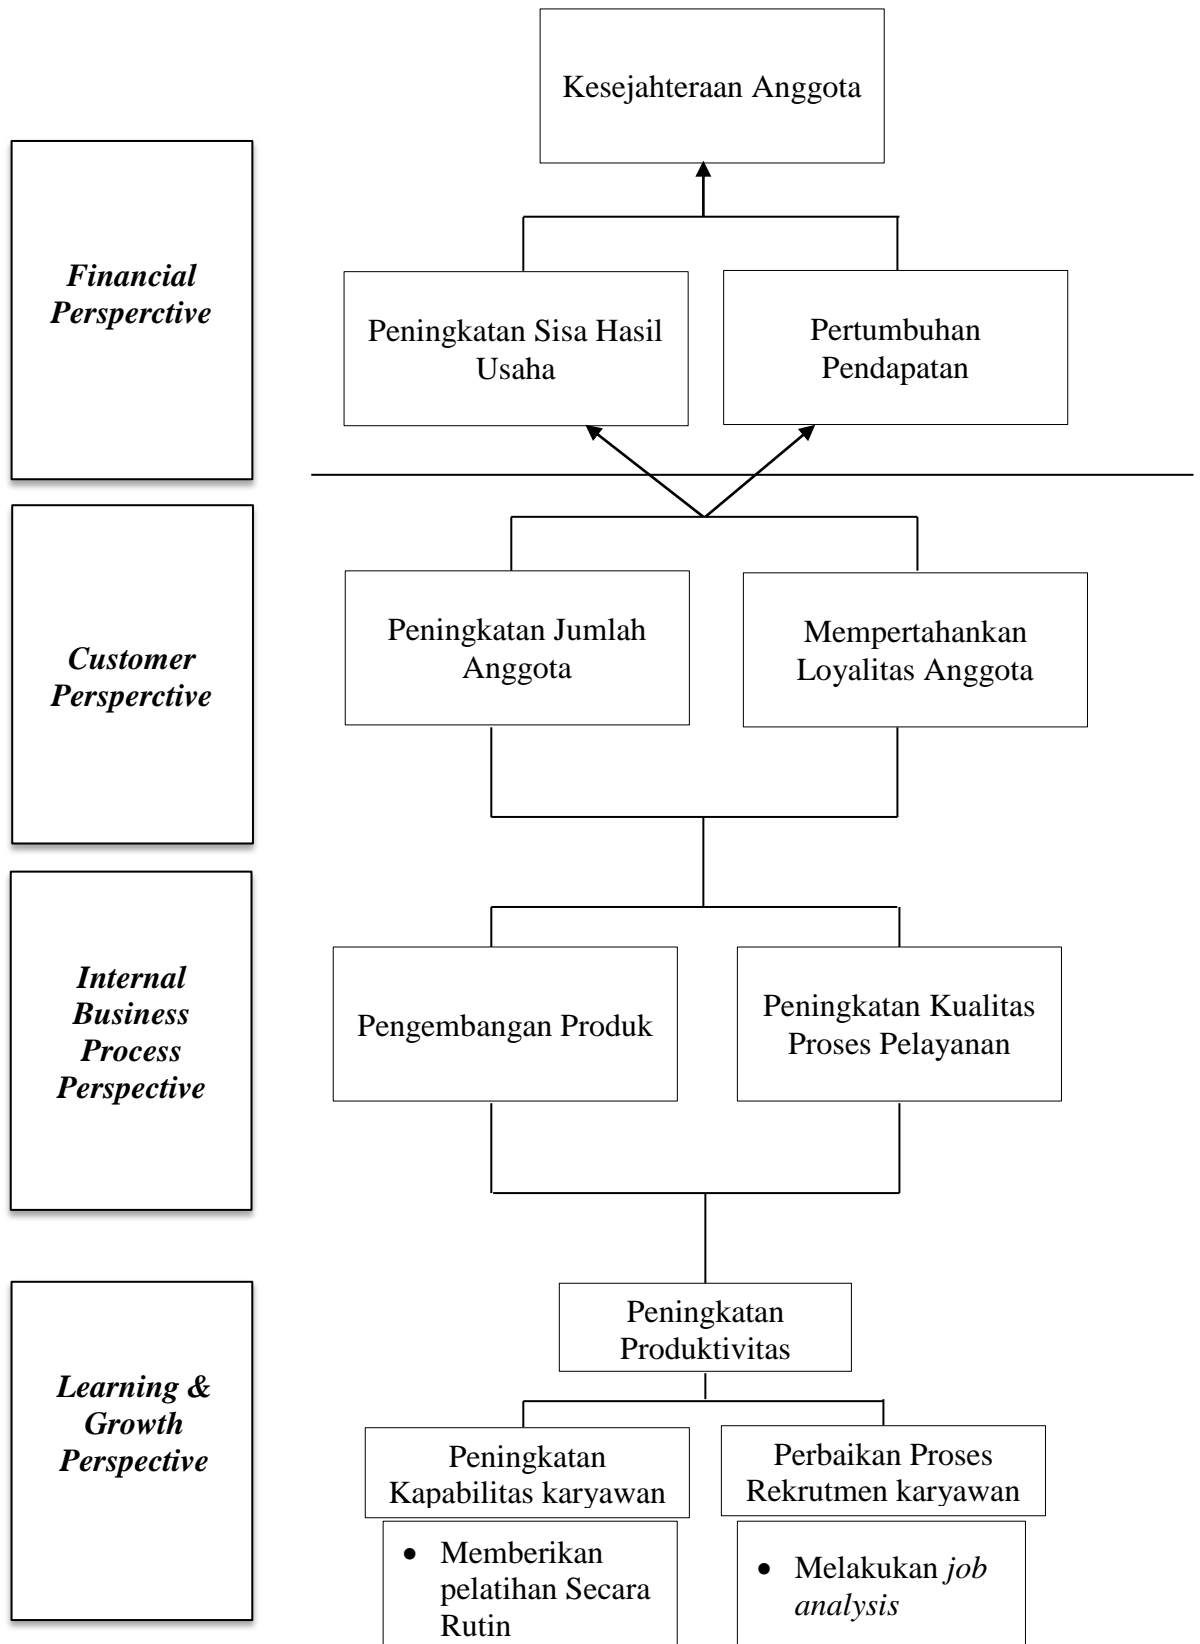 Kesejahteraan Anggota
Financial
Persperctive
Peningkatan Sisa Hasil
Usaha
Pertumbuhan
Pendapatan
Customer
Persperctive
Peningkatan Jumlah
Anggota
Mempertahankan
Loyalitas Anggota
Internal
Business
Process
Perspective
Pengembangan Produk
Peningkatan Kualitas
Proses Pelayanan
Learning &
Growth
Perspective
Peningkatan
Produktivitas
Peningkatan
Kapabilitas karyawan
Perbaikan Proses
Rekrutmen karyawan
• Memberikan
pelatihan Secara
Rutin
• Melakukan job
analysis